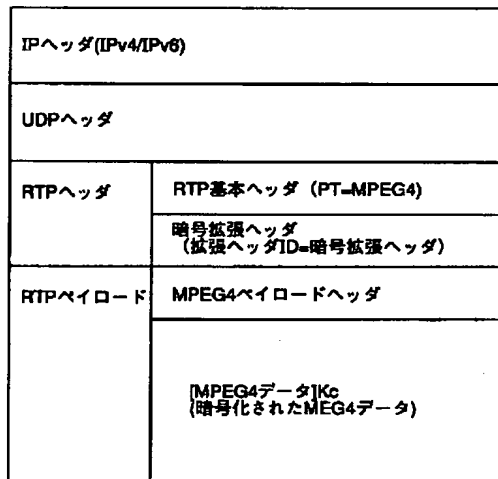 IPヘッダ(IPv4/IPv6)
UDPヘッダ
RTPヘッダ
RTP基本ヘッダ（PT=MPEG4）
暗号拡張ヘッダ
（拡張ヘッダID=暗号拡張ヘッダ）
RTPペイロード
MPEG4ペイロードヘッダ
[MPEG4データ]Kc
(暗号化されたMEG4データ)